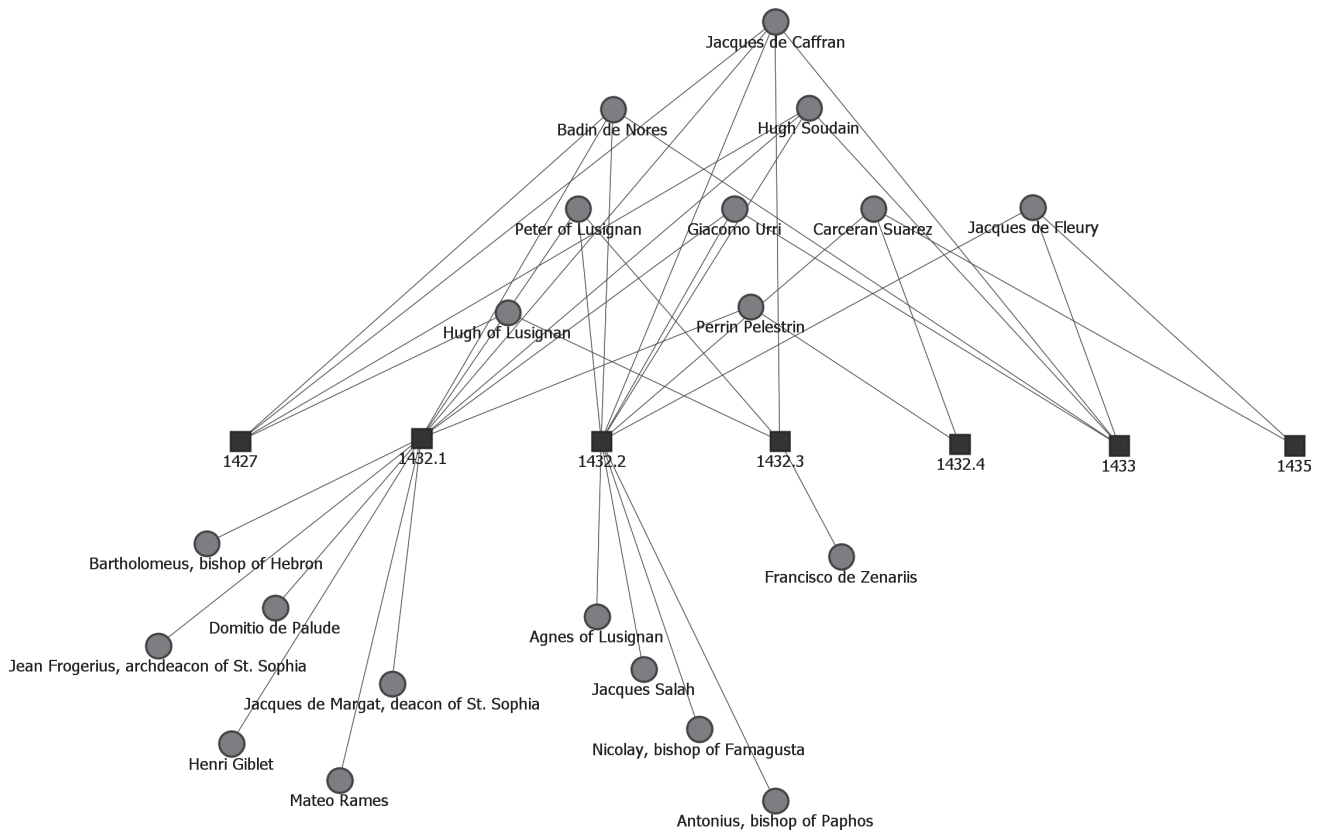 Jacques de Caffran
Badin de Nores
Hugh Soudain
Peter of Lusignan
Giacomo Urri
Carceran Suarez
Jacques de Fleury
Hugh of Lusignan
Perrin Pelestrin
1427
1432.1
1432.2
1432.3
1432.4
1433
1435
Bartholomeus, bishop of Hebron
Francisco de Zenariis
Domitio de Palude
Agnes of Lusignan
Jean Frogerius, archdeacon of St. Sophia
Jacques Salah
Jacques de Margat, deacon of St. Sophia
Nicolay, bishop of Famagusta
Henri Giblet
Mateo Rames
Antonius, bishop of Paphos